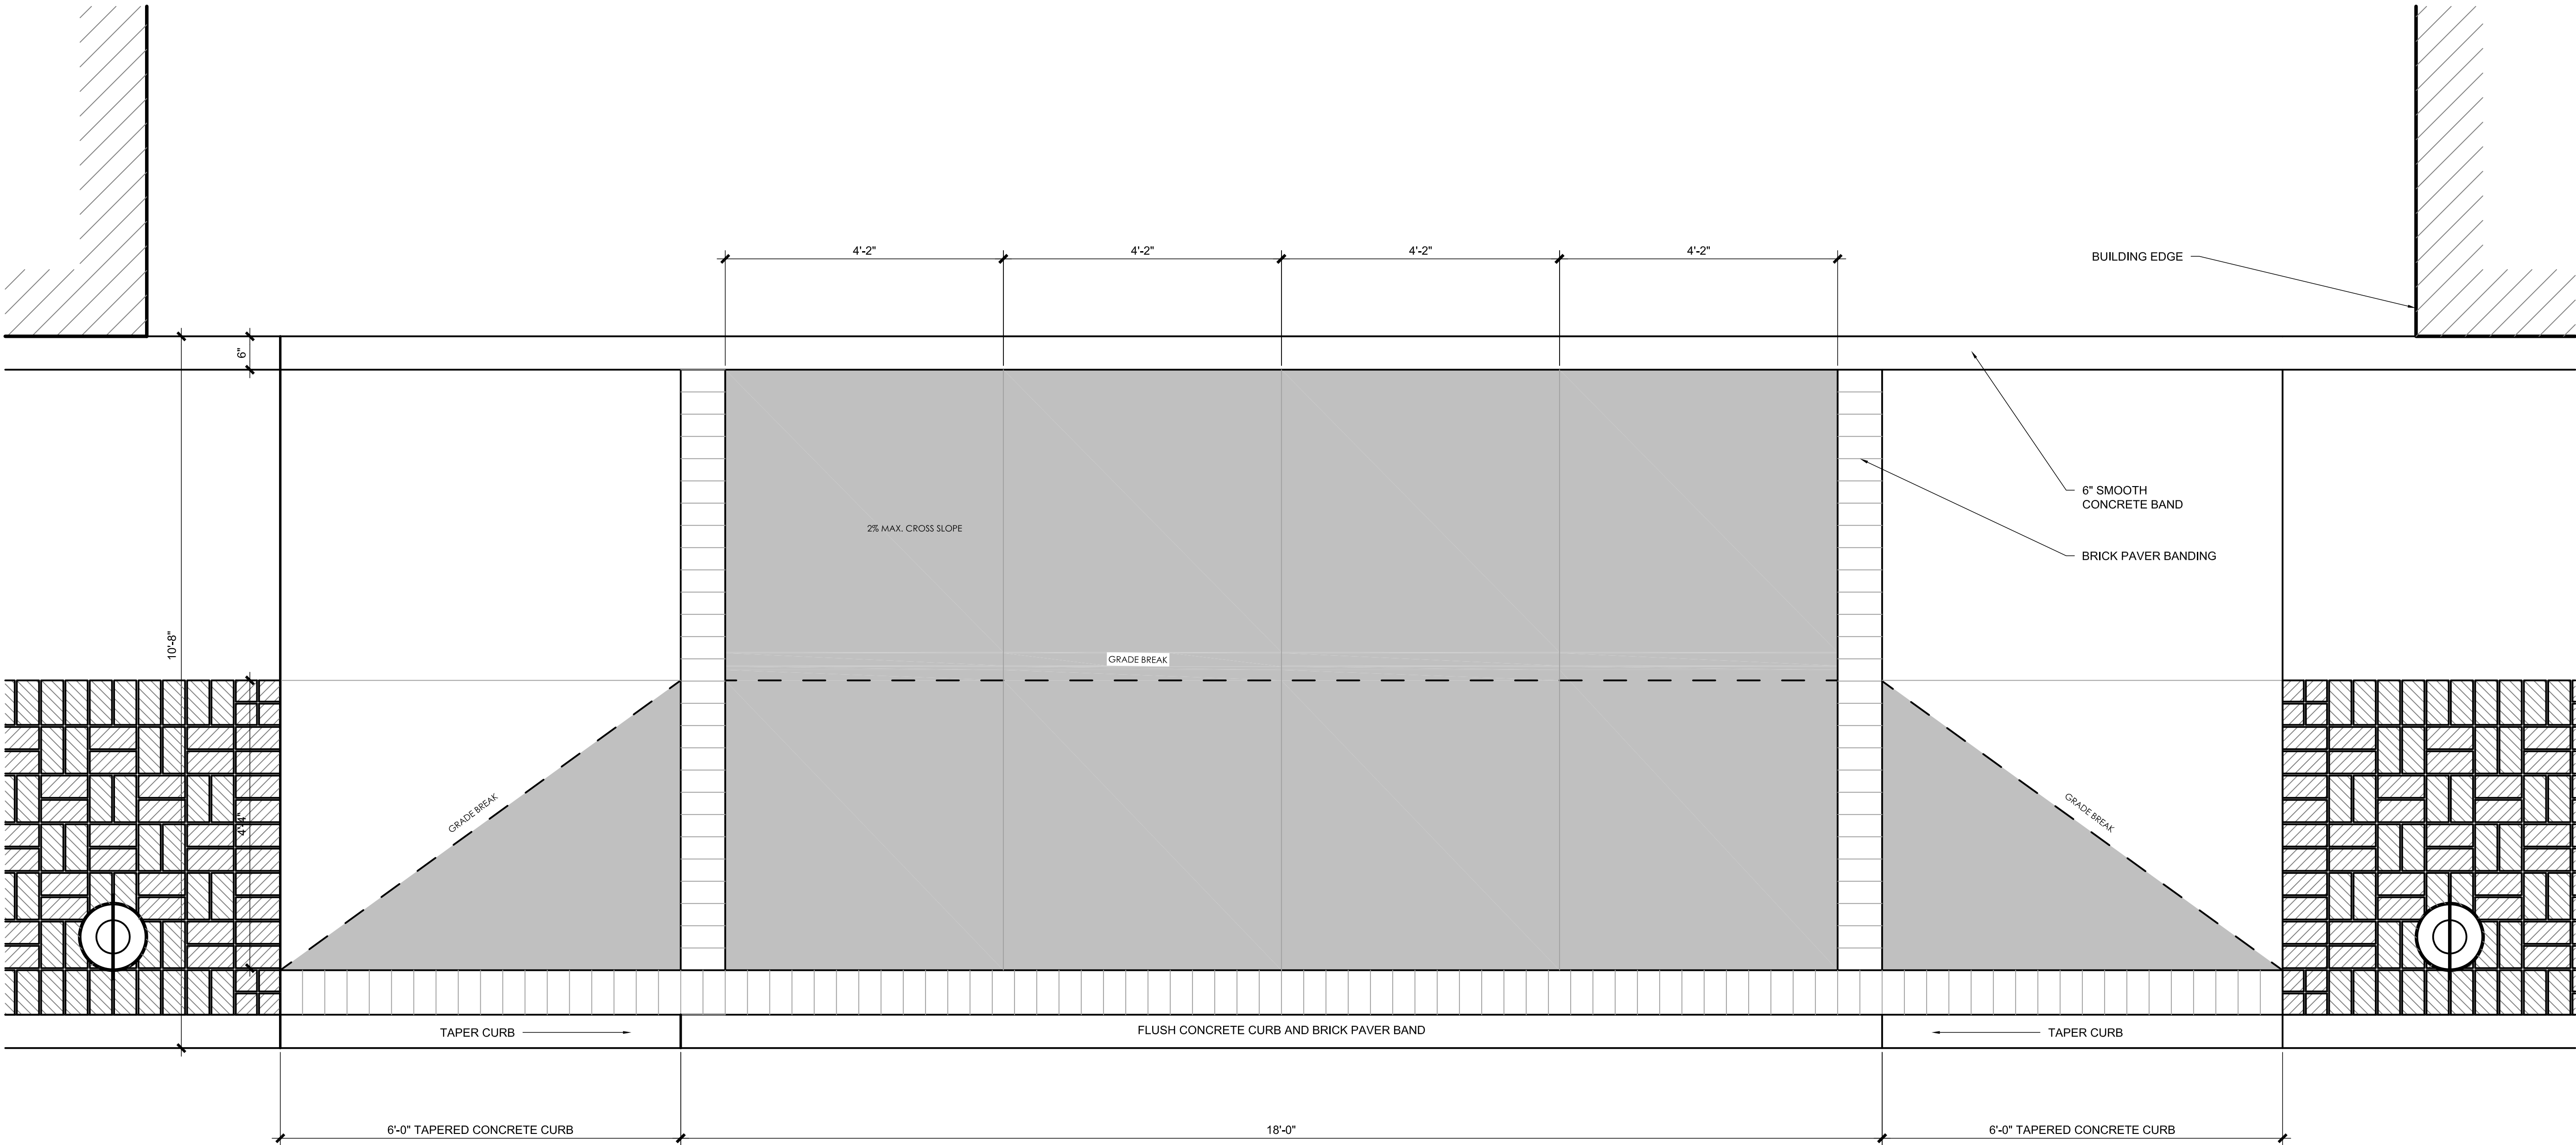 4'-2"
4'-2"
4'-2"
4'-2"
BUILDING EDGE
6"
6" SMOOTH
CONCRETE BAND
2% MAX. CROSS SLOPE
BRICK PAVER BANDING
10'-8"
GRADE BREAK
GRADE BREAK
GRADE BREAK
4'-4"
TAPER CURB
FLUSH CONCRETE CURB AND BRICK PAVER BAND
TAPER CURB
6'-0" TAPERED CONCRETE CURB
18'-0"
6'-0" TAPERED CONCRETE CURB